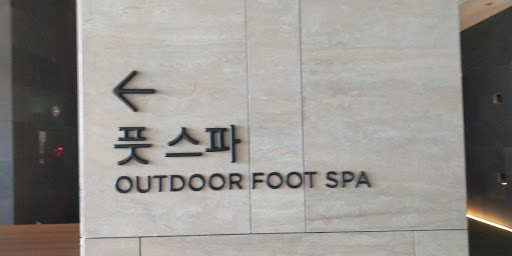 ←
풋 스파
OUTDOOR FOOT SPA